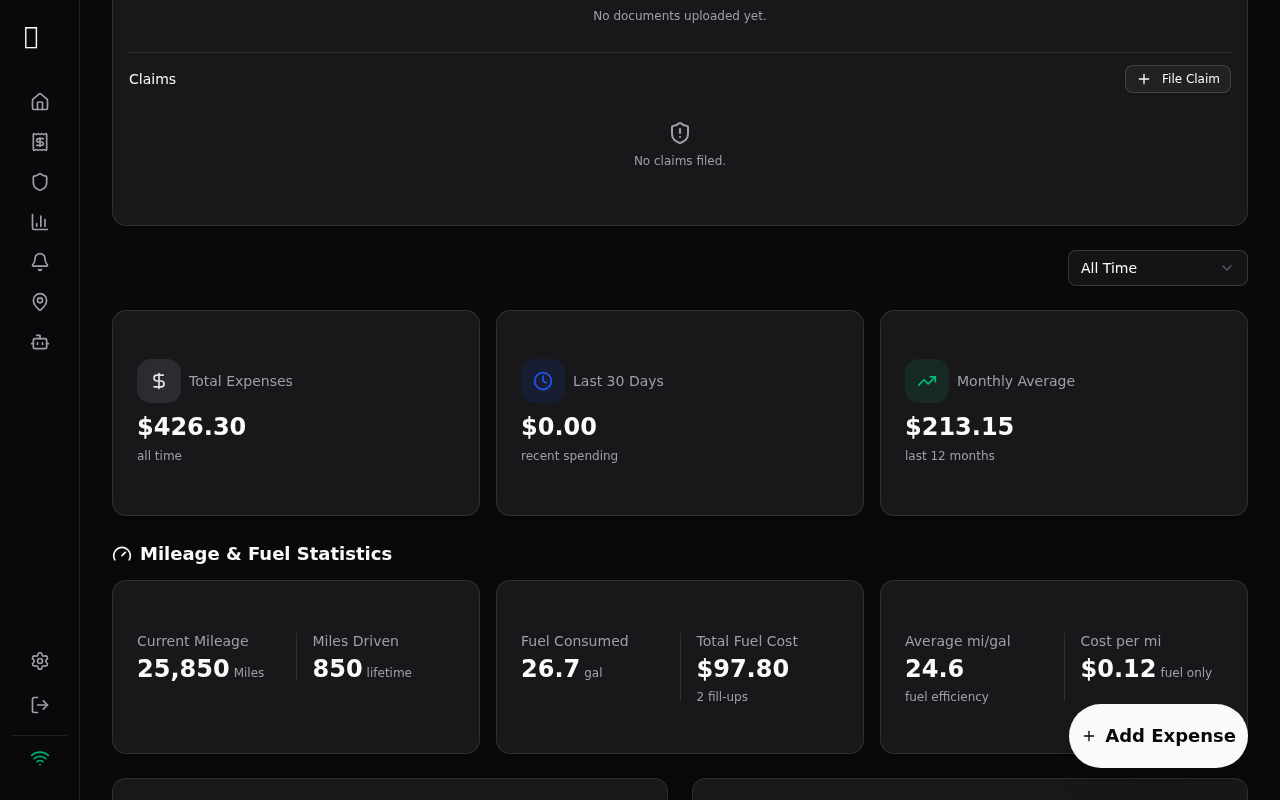 No documents uploaded yet.
Claims
File Claim
No claims filed.
All Time
Total Expenses
$426.30
all time
Last 30 Days
$0.00
recent spending
Monthly Average
$213.15
last 12 months
Mileage & Fuel Statistics
Current Mileage
25,850 Miles
Miles Driven
850 lifetime
Fuel Consumed
26.7 gal
Total Fuel Cost
$97.80
2 fill-ups
Average mi/gal
24.6
fuel efficiency
Cost per mi
$0.12 fuel only
Add Expense